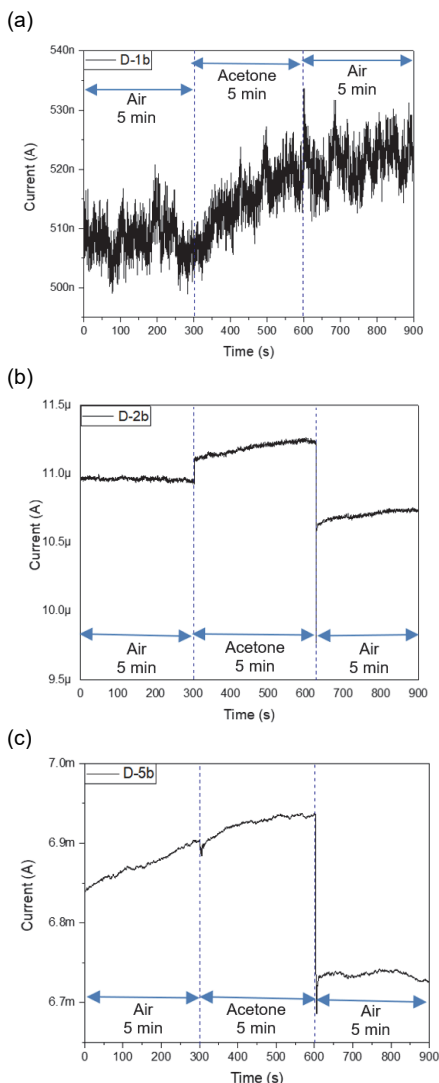 (a)
540n
D-1b
530n
520n
510n
500n
Current (A)
Air
5 min
Acetone
5 min
Air
5 min
0 100 200 300 400 500 600 700 800 900
Time (s)
(b)
11.5µ
D-2b
11.0µ
10.5µ
10.0µ
9.5µ
Current (A)
Air
5 min
Acetone
5 min
Air
5 min
0 100 200 300 400 500 600 700 800 900
Time (s)
(c)
7.0m
D-5b
6.9m
6.8m
6.7m
Current (A)
Air
5 min
Acetone
5 min
Air
5 min
0 100 200 300 400 500 600 700 800 900
Time (s)